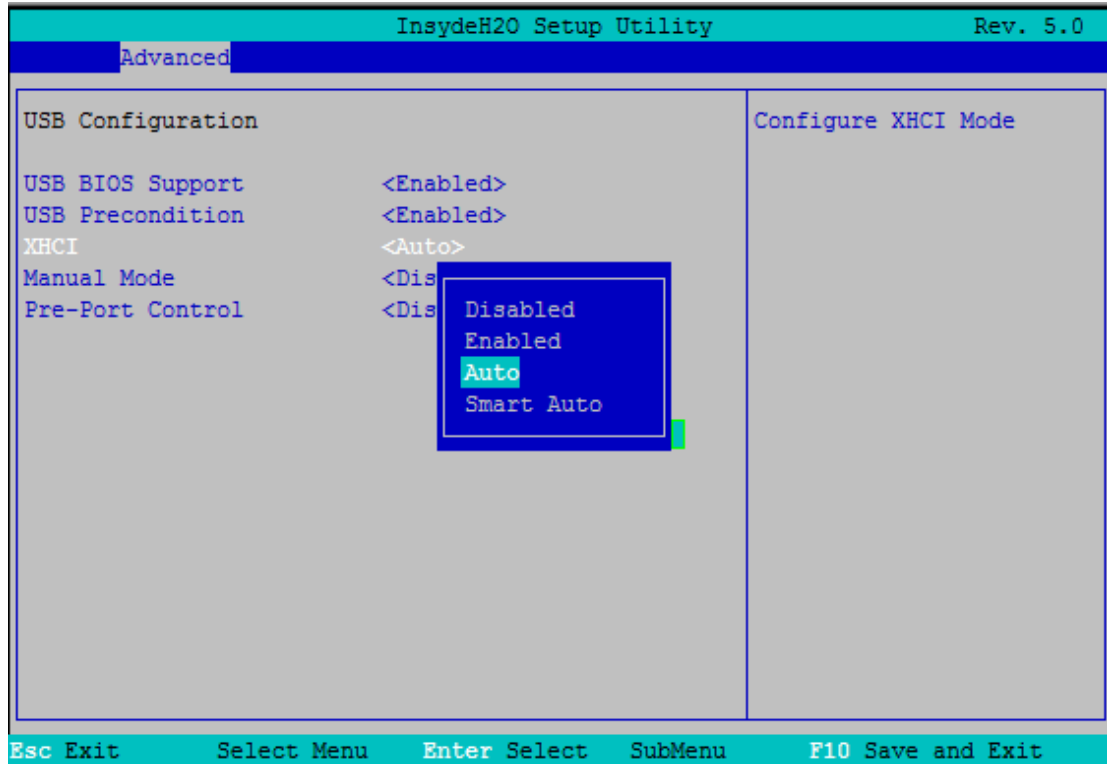 InsydeH2O Setup Utility Rev. 5.0
Advanced
USB Configuration
Configure XHCI Mode
USB BIOS Support <Enabled>
USB Precondition <Enabled>
XHCI <Auto>
Manual Mode <Dis
Pre-Port Control <Dis
Disabled
Enabled
Auto
Smart Auto
Esc Exit Select Menu Enter Select SubMenu F10 Save and Exit